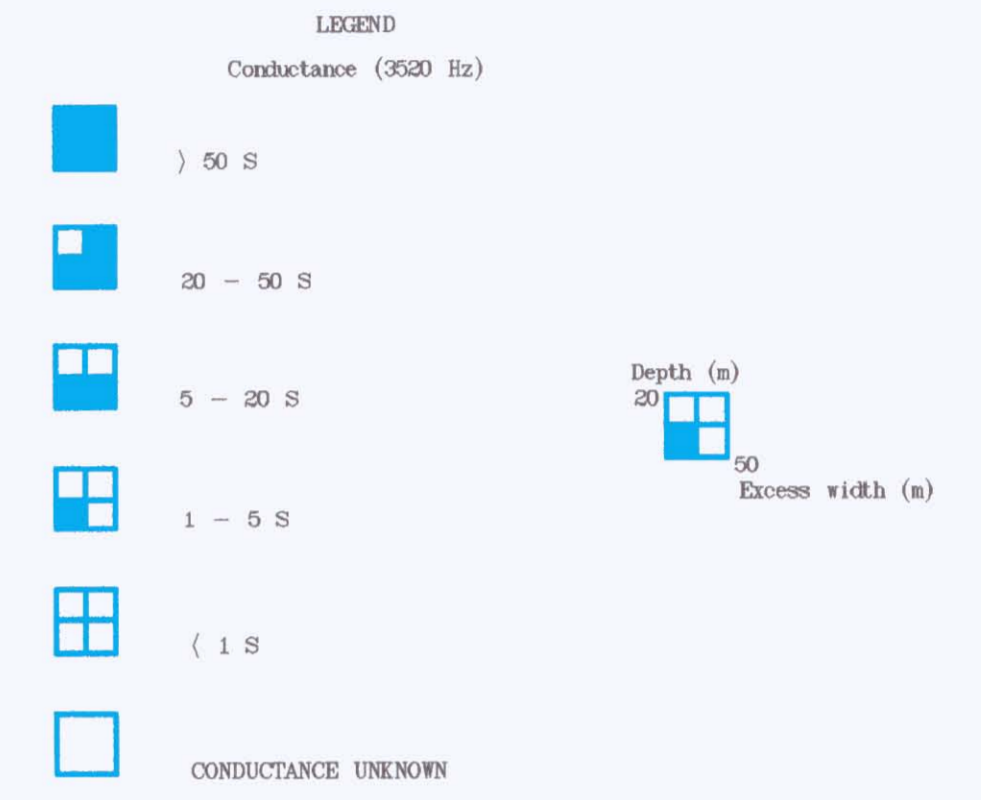 LEGEND
Conductance (3520 Hz)
⟩ 50 S
20 - 50 S
5 - 20 S
1 - 5 S
⟨ 1 S
CONDUCTANCE UNKNOWN
Depth (m)
20
50
Excess width (m)